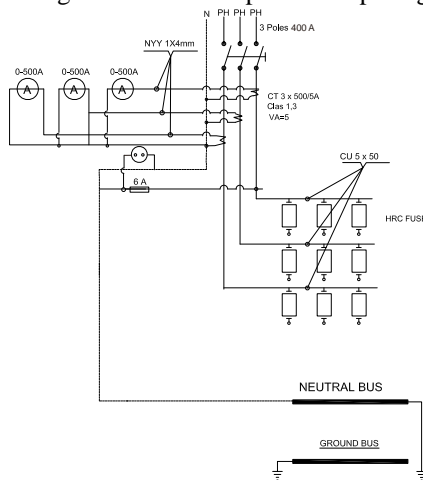 N PH PH PH
3 Poles 400 A
NYY 1X4mm
0-500A 0-500A 0-500A
A A A
CT 3 x 500/5A
Clas 1,3
VA=5
CU 5 x 50
6 A
HRC FUSE
NEUTRAL BUS
GROUND BUS